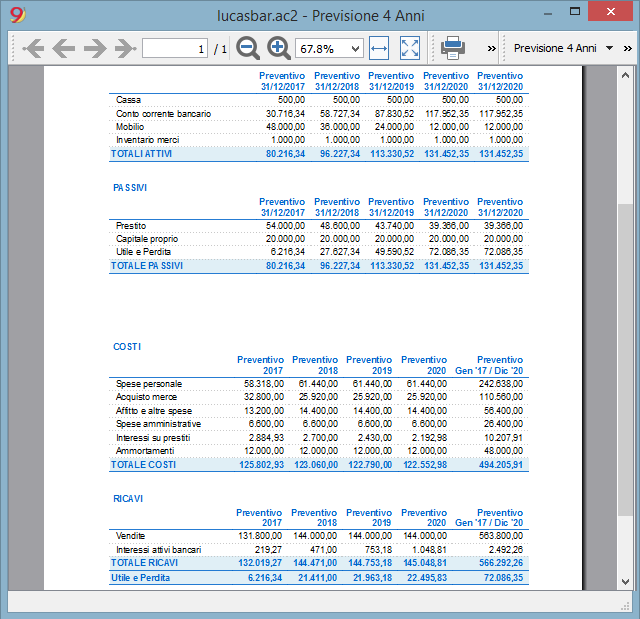 lucasbar.ac2 - Previsione 4 Anni
1 / 1 67.8% » Previsione 4 Anni »
Preventivo Preventivo Preventivo Preventivo Preventivo
31/12/2017 31/12/2018 31/12/2019 31/12/2020 31/12/2020
Cassa 500,00 500,00 500,00 500,00 500,00
Conto corrente bancario 30.716,34 58.727,34 87.830,52 117.952,35 117.952,35
Mobilio 48.000,00 36.000,00 24.000,00 12.000,00 12.000,00
Inventario merci 1.000,00 1.000,00 1.000,00 1.000,00 1.000,00
TOTALI ATTIVI 80.216,34 96.227,34 113.330,52 131.452,35 131.452,35
PASSIVI
Preventivo Preventivo Preventivo Preventivo Preventivo
31/12/2017 31/12/2018 31/12/2019 31/12/2020 31/12/2020
Prestito 54.000,00 48.600,00 43.740,00 39.366,00 39.366,00
Capitale proprio 20.000,00 20.000,00 20.000,00 20.000,00 20.000,00
Utile e Perdita 6.216,34 27.627,34 49.590,52 72.086,35 72.086,35
TOTALE PASSIVI 80.216,34 96.227,34 113.330,52 131.452,35 131.452,35
COSTI
Preventivo Preventivo Preventivo Preventivo Preventivo
2017 2018 2019 2020 Gen '17 / Dic '20
Spese personale 58.318,00 61.440,00 61.440,00 61.440,00 242.638,00
Acquisto merce 32.800,00 25.920,00 25.920,00 25.920,00 110.560,00
Affitto e altre spese 13.200,00 14.400,00 14.400,00 14.400,00 56.400,00
Spese amministrative 6.600,00 6.600,00 6.600,00 6.600,00 26.400,00
Interessi su prestiti 2.884,93 2.700,00 2.430,00 2.192,98 10.207,91
Ammortamenti 12.000,00 12.000,00 12.000,00 12.000,00 48.000,00
TOTALE COSTI 125.802,93 123.060,00 122.790,00 122.552,98 494.205,91
RICAVI
Preventivo Preventivo Preventivo Preventivo Preventivo
2017 2018 2019 2020 Gen '17 / Dic '20
Vendite 131.800,00 144.000,00 144.000,00 144.000,00 563.800,00
Interessi attivi bancari 219,27 471,00 753,18 1.048,81 2.492,26
TOTALE RICAVI 132.019,27 144.471,00 144.753,18 145.048,81 566.292,26
Utile e Perdita 6.216,34 21.411,00 21.963,18 22.495,83 72.086,35